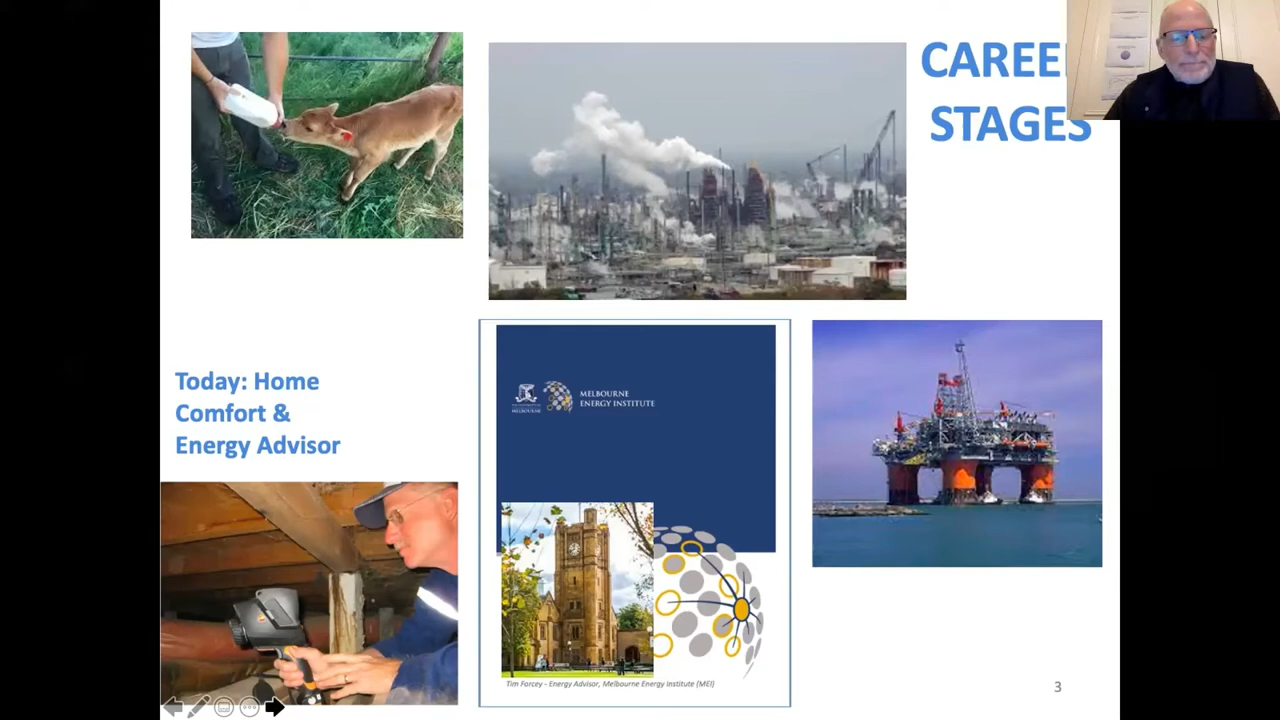 CAREE
STAGES
Today: Home
Comfort &
Energy Advisor
MELBOURNE
ENERGY INSTITUTE
MELBOURNE
Tim Forcey - Energy Advisor, Melbourne Energy Institute (MEI)
3